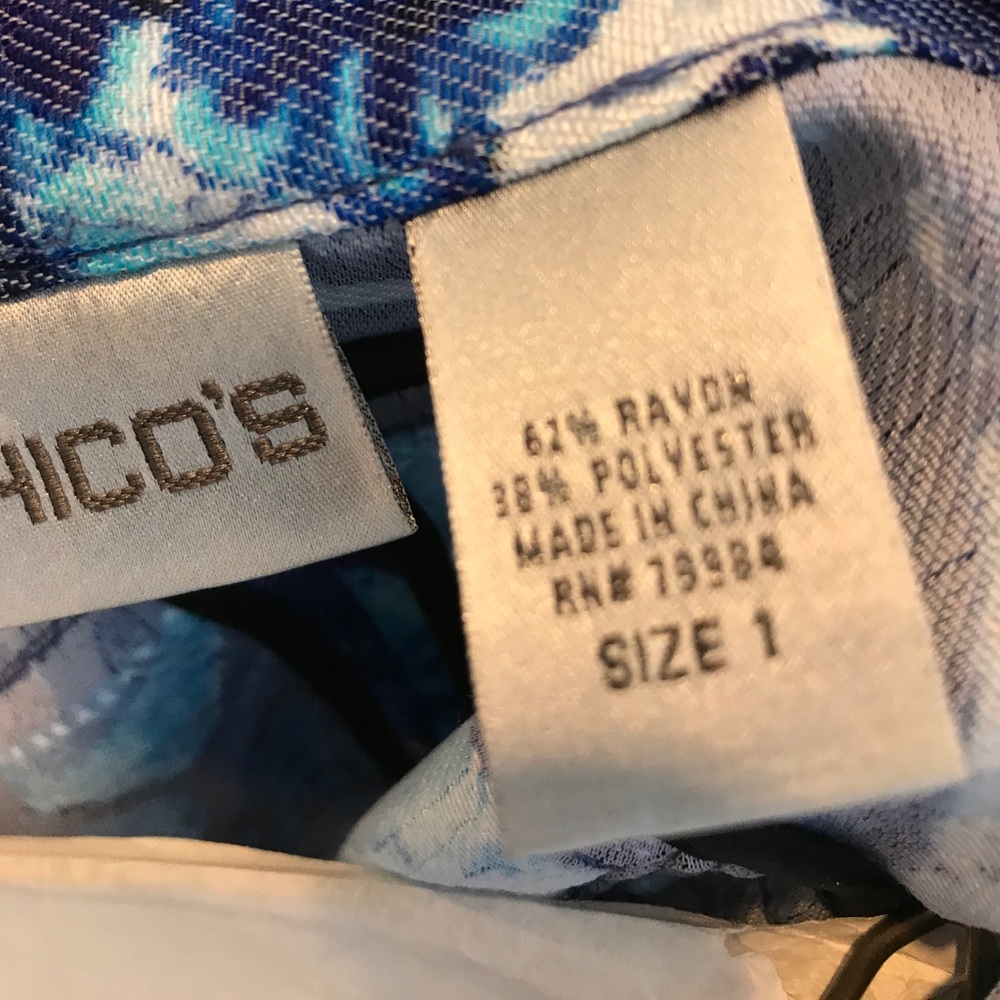 HICO'S
62% RAYON
38% POLYESTER
MADE IN CHINA
RN# 79984
SIZE 1